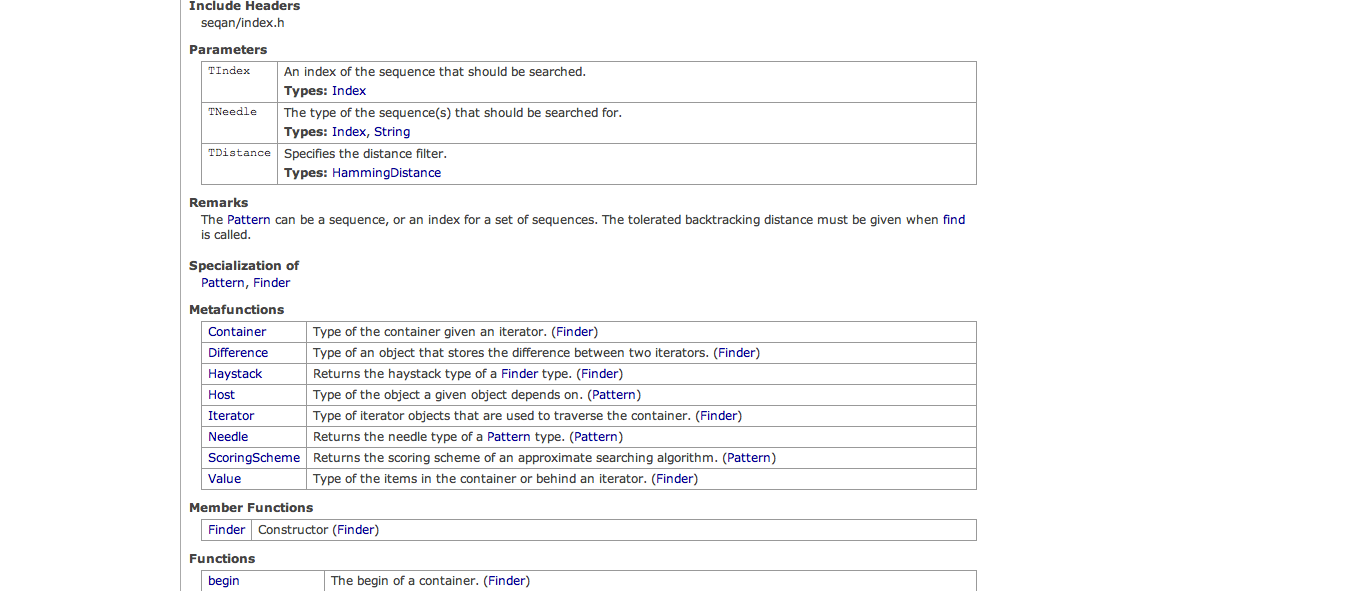 Include Headers
seqan/index.h
Parameters
TIndex An index of the sequence that should be searched.
Types: Index
TNeedle The type of the sequence(s) that should be searched for.
Types: Index, String
TDistance Specifies the distance filter.
Types: HammingDistance
Remarks
The Pattern can be a sequence, or an index for a set of sequences. The tolerated backtracking distance must be given when find
is called.
Specialization of
Pattern, Finder
Metafunctions
Container Type of the container given an iterator. (Finder)
Difference Type of an object that stores the difference between two iterators. (Finder)
Haystack Returns the haystack type of a Finder type. (Finder)
Host Type of the object a given object depends on. (Pattern)
Iterator Type of iterator objects that are used to traverse the container. (Finder)
Needle Returns the needle type of a Pattern type. (Pattern)
ScoringScheme Returns the scoring scheme of an approximate searching algorithm. (Pattern)
Value Type of the items in the container or behind an iterator. (Finder)
Member Functions
Finder Constructor (Finder)
Functions
begin The begin of a container. (Finder)